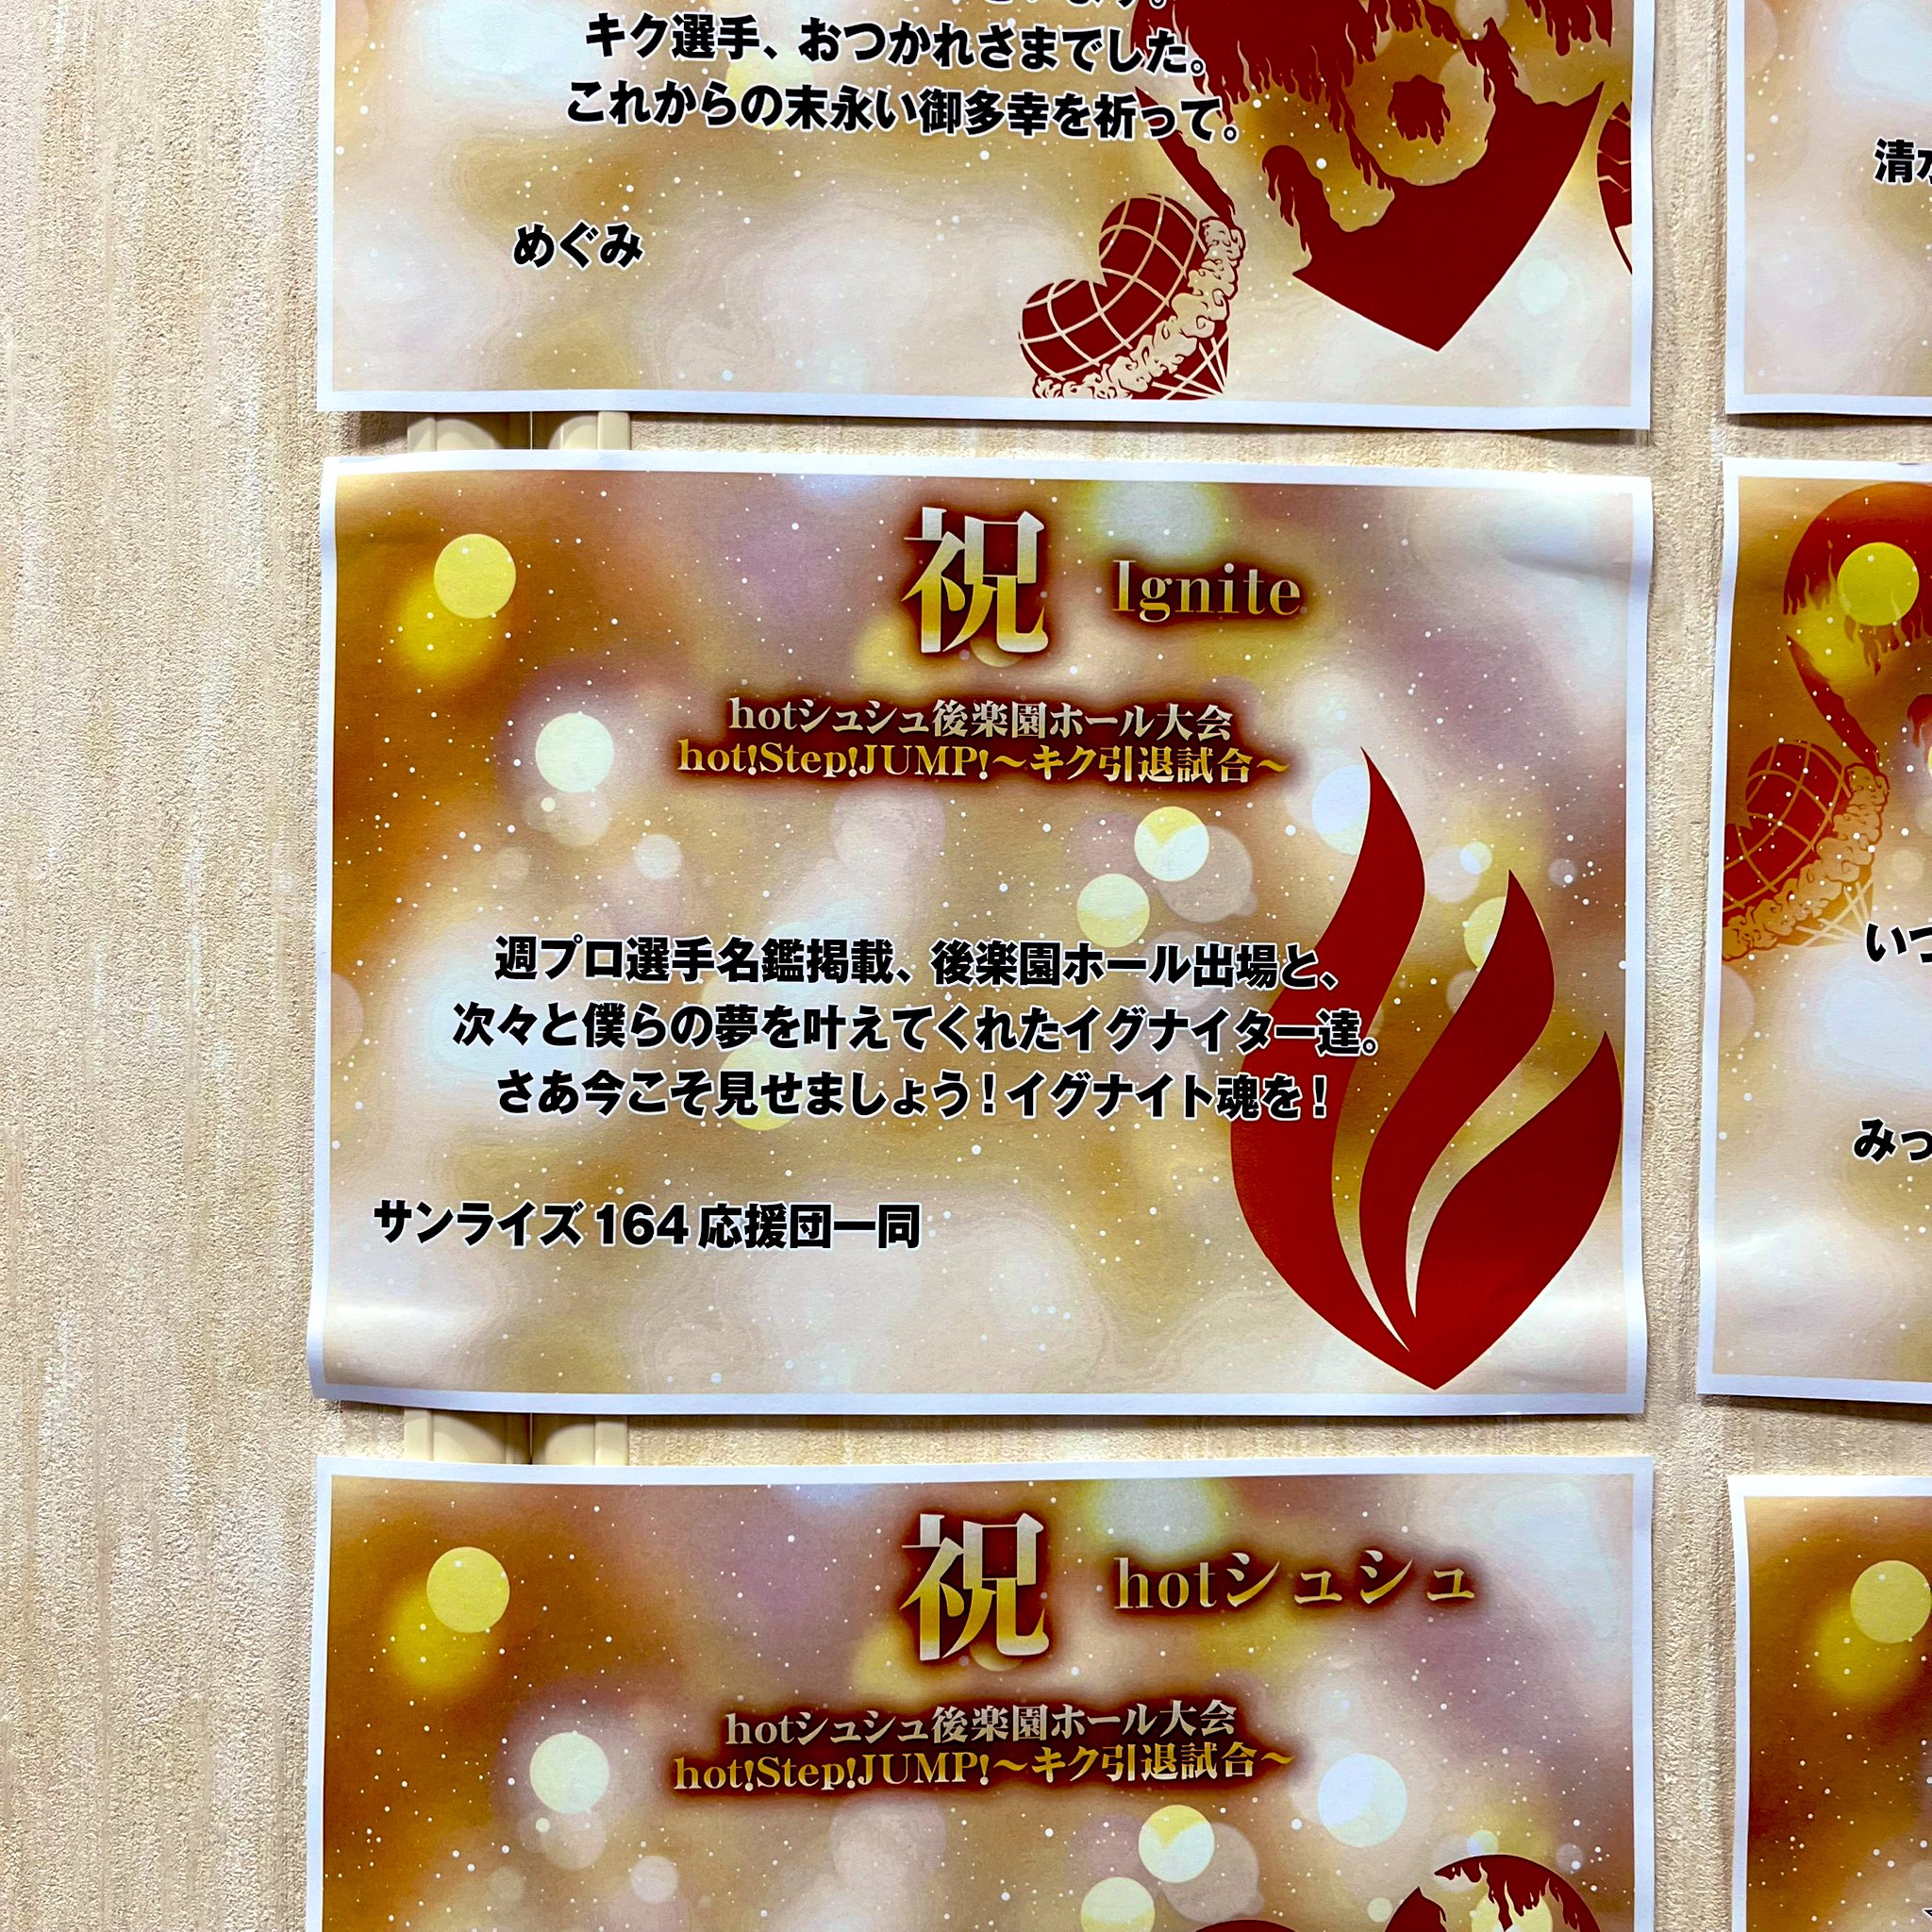 キク選手、おつかれさまでした。
これからの末永い御多幸を祈って。
めぐみ
祝 Ignite
hotシュシュ後楽園ホール大会
hot!Step!JUMP!～キク引退試合～
週プロ選手名鑑掲載、後楽園ホール出場と、
次々と僕らの夢を叶えてくれたイグナイター達。
さあ今こそ見せましょう！イグナイト魂を！
サンライズ164応援団一同
祝 hotシュシュ
hotシュシュ後楽園ホール大会
hot!Step!JUMP!～キク引退試合～
清水
いつ
みっ